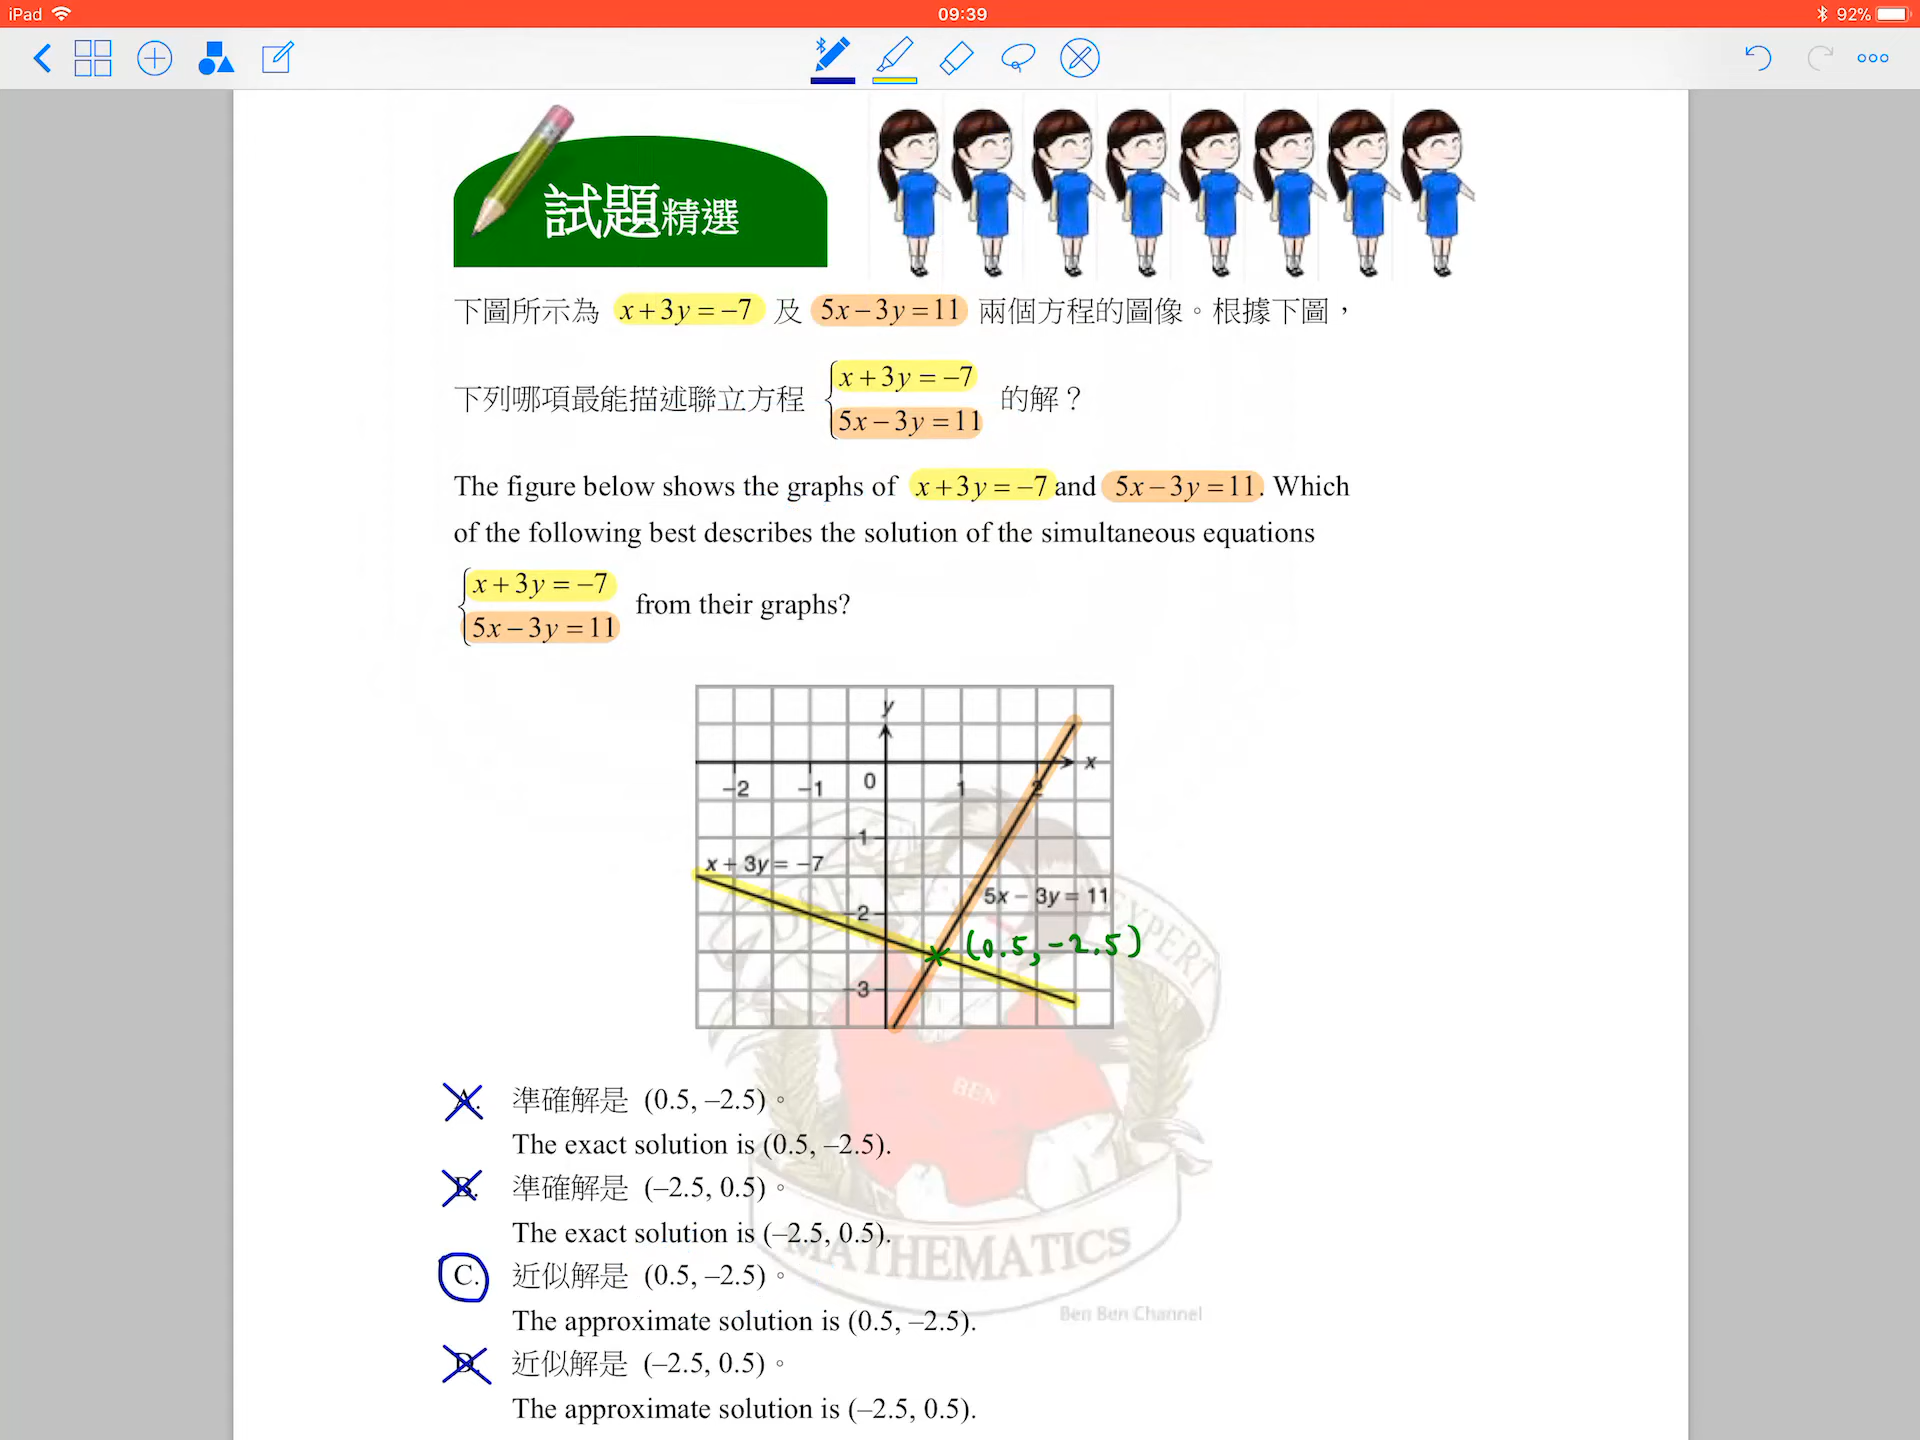 iPad 09:39 92%
試題精選
下圖所示為 x+3y=−7 及 5x−3y=11 兩個方程的圖像。根據下圖，
下列哪項最能描述聯立方程 { x+3y=−7
5x−3y=11 的解？
The figure below shows the graphs of x+3y=−7 and 5x−3y=11. Which
of the following best describes the solution of the simultaneous equations
{ x+3y=−7
5x−3y=11 from their graphs?
y
x
−2 −1 0 1 2
−1
x + 3y = −7
5x − 3y = 11
−2
(0.5, −2.5)
−3
A. 準確解是 (0.5, −2.5)。
The exact solution is (0.5, −2.5).
B. 準確解是 (−2.5, 0.5)。
The exact solution is (−2.5, 0.5).
C. 近似解是 (0.5, −2.5)。
The approximate solution is (0.5, −2.5).
D. 近似解是 (−2.5, 0.5)。
The approximate solution is (−2.5, 0.5).
DSE EXPERT
BEN
MATHEMATICS
Ben Ben Channel